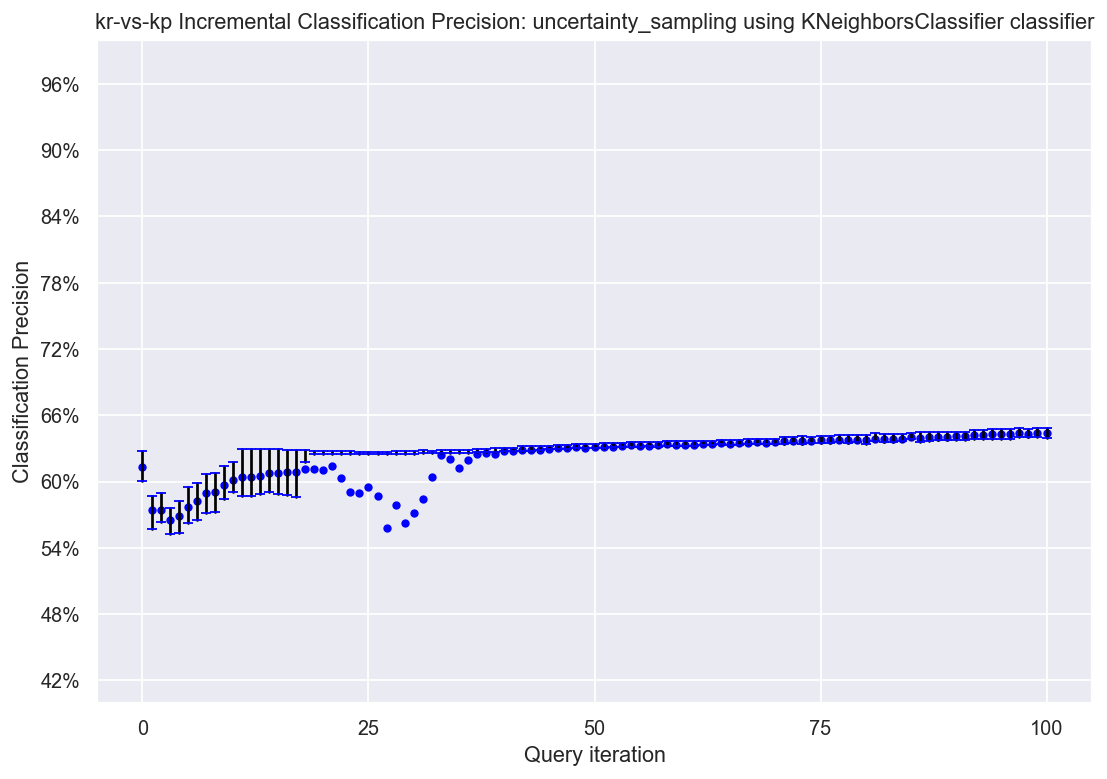 kr-vs-kp Incremental Classification Precision: uncertainty_sampling using KNeighborsClassifier classifier
96%
90%
84%
78%
72%
66%
60%
54%
48%
42%
Classification Precision
0 25 50 75 100
Query iteration